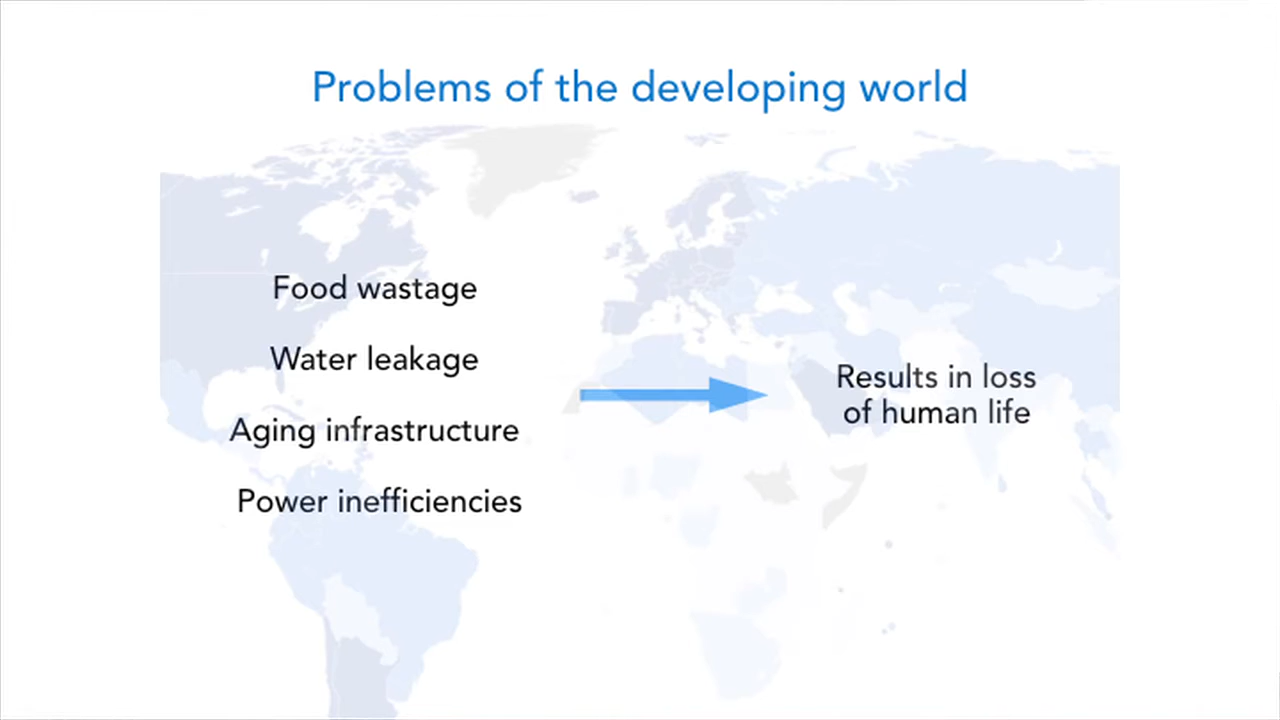 Problems of the developing world
Food wastage
Water leakage
Aging infrastructure
Power inefficiencies
Results in loss
of human life